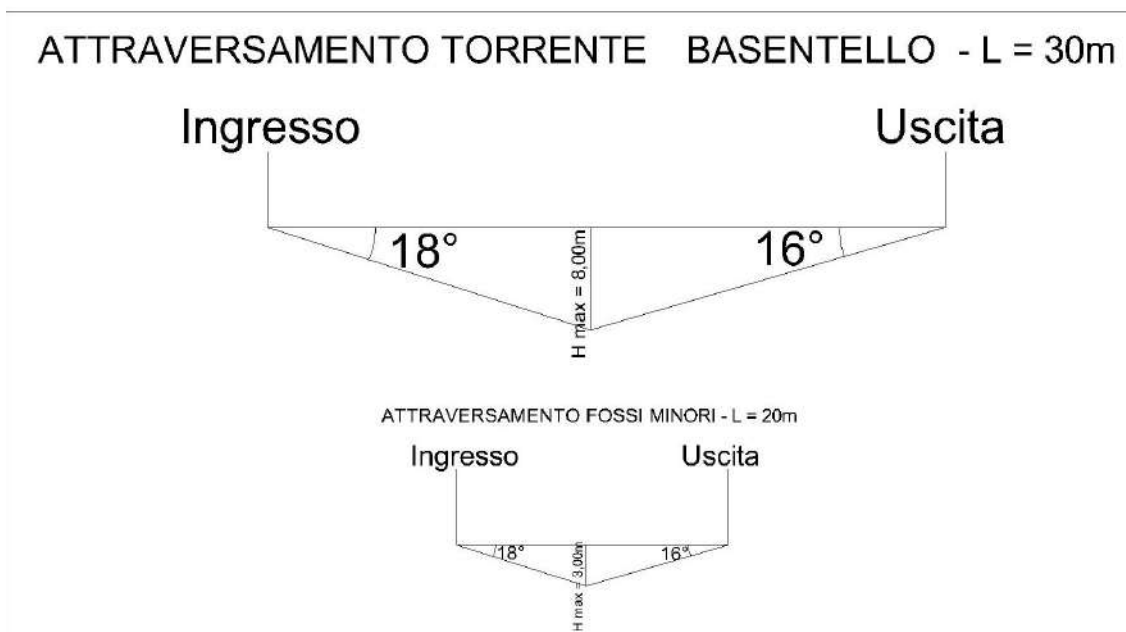 ATTRAVERSAMENTO TORRENTE BASENTELLO - L = 30m
Ingresso
Uscita
18°
H max = 8,00m
16°
ATTRAVERSAMENTO FOSSI MINORI - L = 20m
Ingresso
Uscita
18°
H max = 3,00m
16°